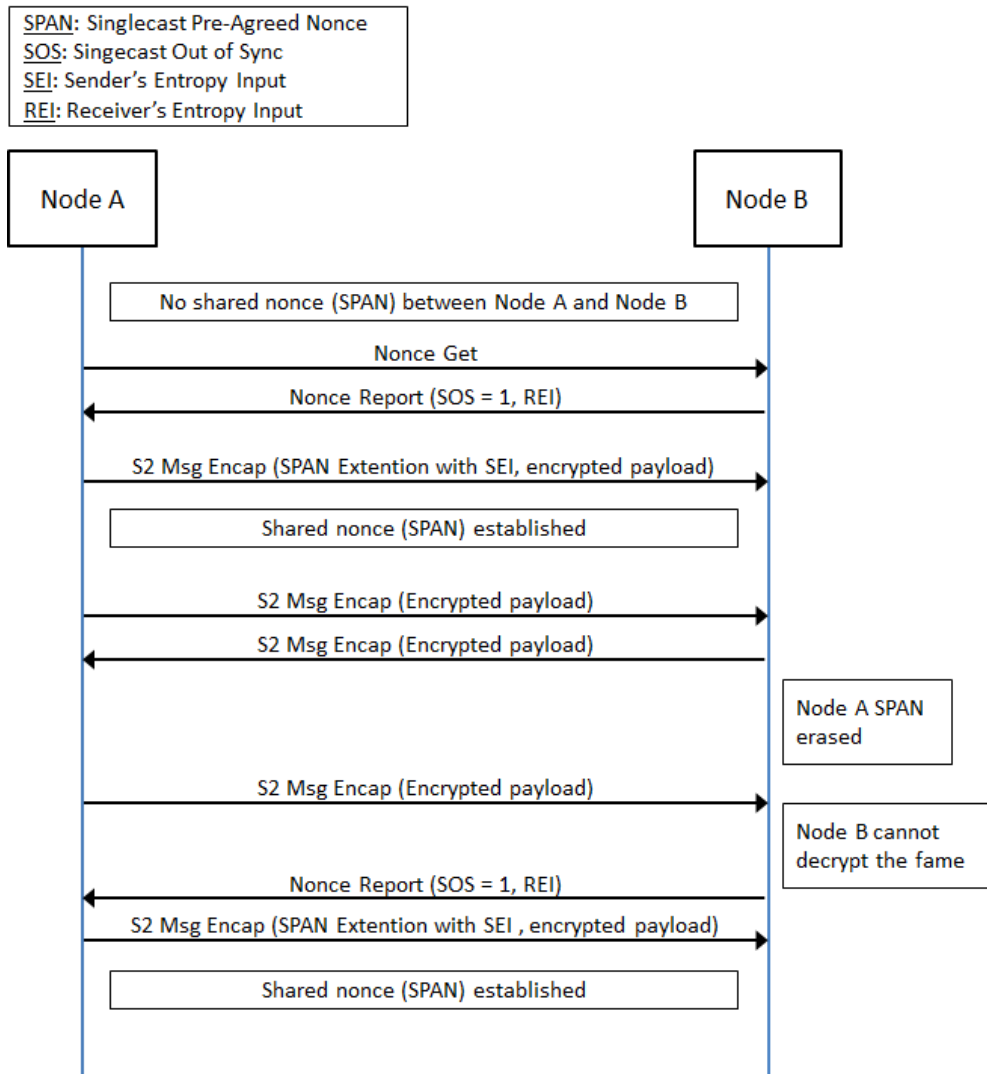 SPAN: Singlecast Pre-Agreed Nonce
SOS: Singecast Out of Sync
SEI: Sender's Entropy Input
REI: Receiver's Entropy Input
Node A
Node B
No shared nonce (SPAN) between Node A and Node B
Nonce Get
Nonce Report (SOS = 1, REI)
S2 Msg Encap (SPAN Extention with SEI, encrypted payload)
Shared nonce (SPAN) established
S2 Msg Encap (Encrypted payload)
S2 Msg Encap (Encrypted payload)
Node A SPAN
erased
S2 Msg Encap (Encrypted payload)
Node B cannot
decrypt the fame
Nonce Report (SOS = 1, REI)
S2 Msg Encap (SPAN Extention with SEI , encrypted payload)
Shared nonce (SPAN) established